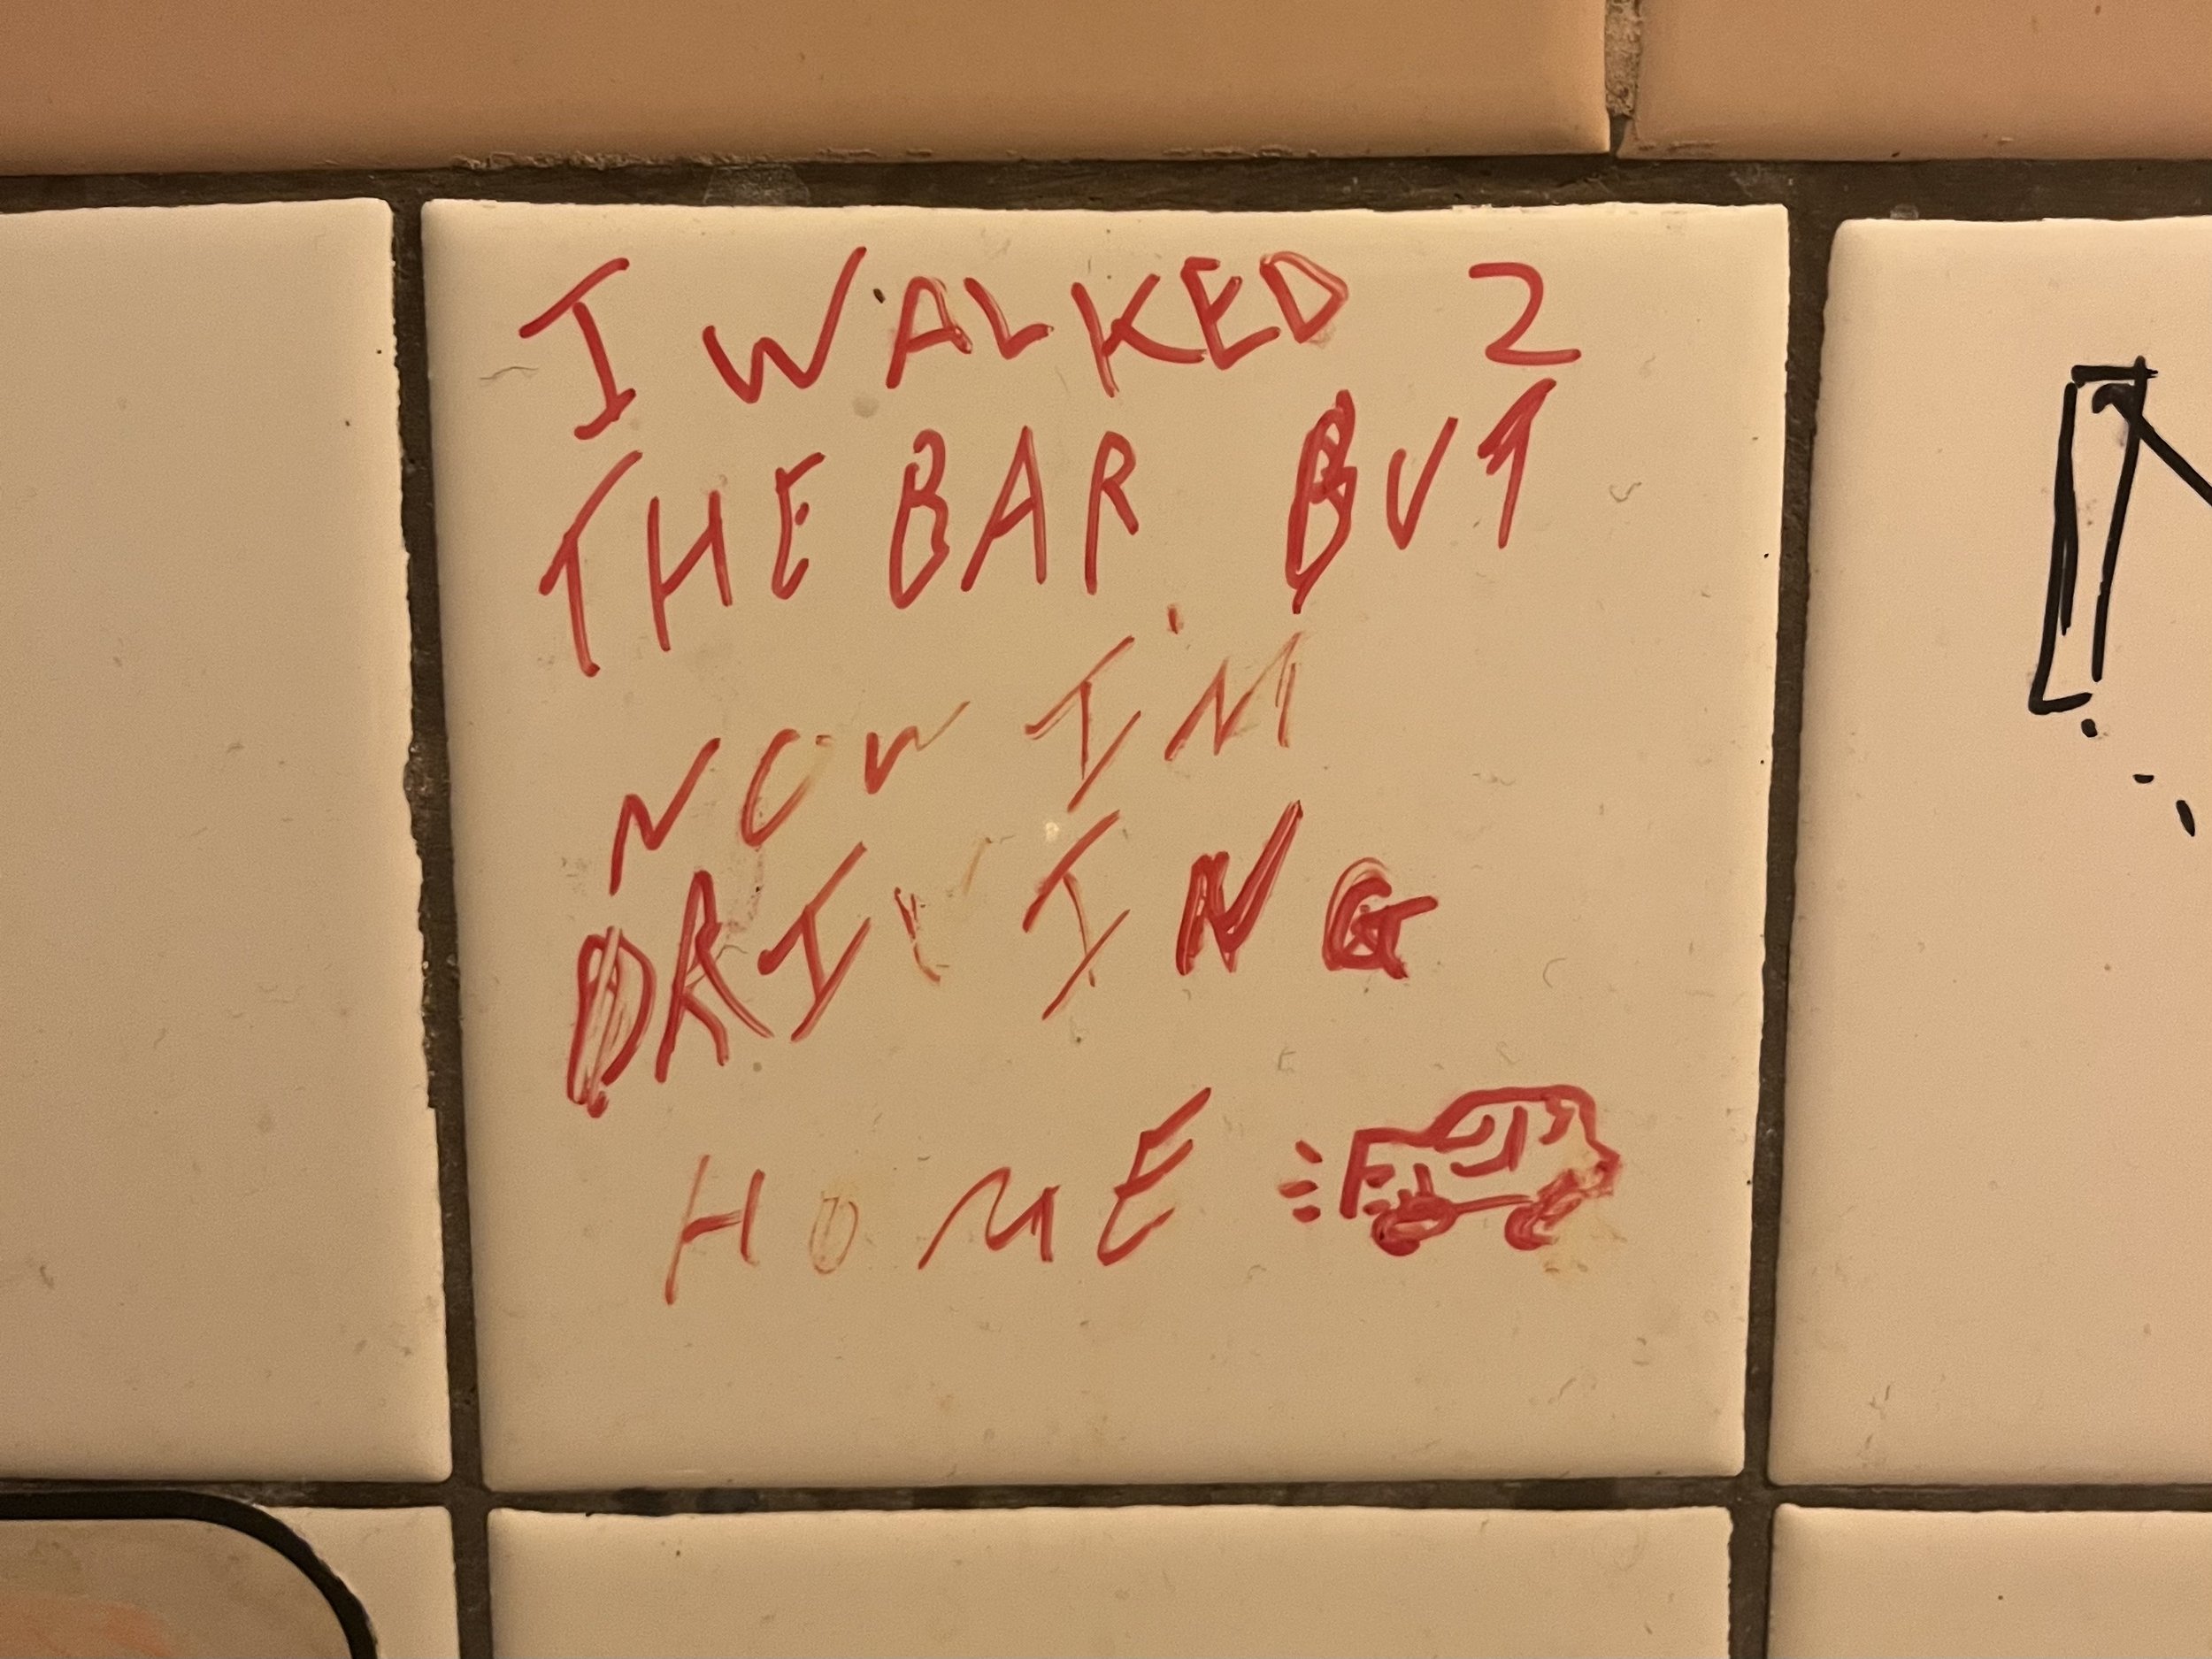 I WALKED 2
THE BAR BUT
NOW I'M
DRIVING
HOME